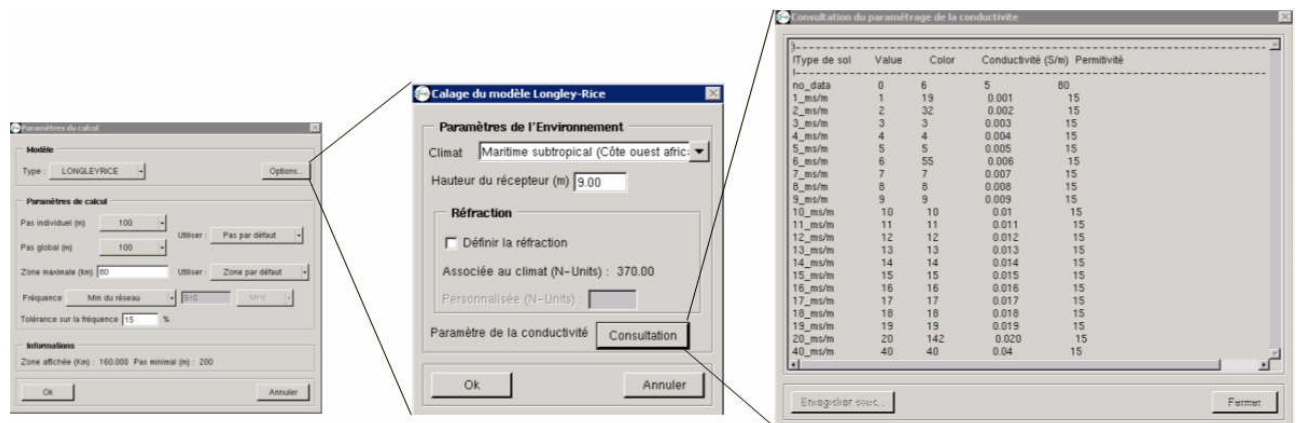 Paramètres du calcul
Modèle
Type : LONGLEYRICE
Options...
Paramètres de calcul
Pas individuel (m) 100
Utiliser : Pas par défaut
Pas global (m) 100
Zone maximale (km) 80 Utiliser : Zone par défaut
Fréquence Min du réseau MHz
Tolérance sur la fréquence 15 %
Informations
Zone affichée (Km) : 160.000 Pas minimal (m) : 200
Ok Annuler
Calage du modèle Longley-Rice
Paramètres de l'Environnement
Climat Maritime subtropical (Côte ouest afric
Hauteur du récepteur (m) 9.00
Réfraction
Définir la réfraction
Associée au climat (N-Units) : 370.00
Personnalisée (N-Units) :
Paramètre de la conductivité Consultation
Ok Annuler
Consultation du paramétrage de la conductivite
!Type de sol Value Color Conductivité (S/m) Permitivité
no_data 0 6 5 80
1_ms/m 1 19 0.001 15
2_ms/m 2 32 0.002 15
3_ms/m 3 3 0.003 15
4_ms/m 4 4 0.004 15
5_ms/m 5 5 0.005 15
6_ms/m 6 55 0.006 15
7_ms/m 7 7 0.007 15
8_ms/m 8 8 0.008 15
9_ms/m 9 9 0.009 15
10_ms/m 10 10 0.01 15
11_ms/m 11 11 0.011 15
12_ms/m 12 12 0.012 15
13_ms/m 13 13 0.013 15
14_ms/m 14 14 0.014 15
15_ms/m 15 15 0.015 15
16_ms/m 16 16 0.016 15
17_ms/m 17 17 0.017 15
18_ms/m 18 18 0.018 15
19_ms/m 19 19 0.019 15
20_ms/m 20 142 0.020 15
40_ms/m 40 40 0.04 15
Enregistrer sous... Fermer